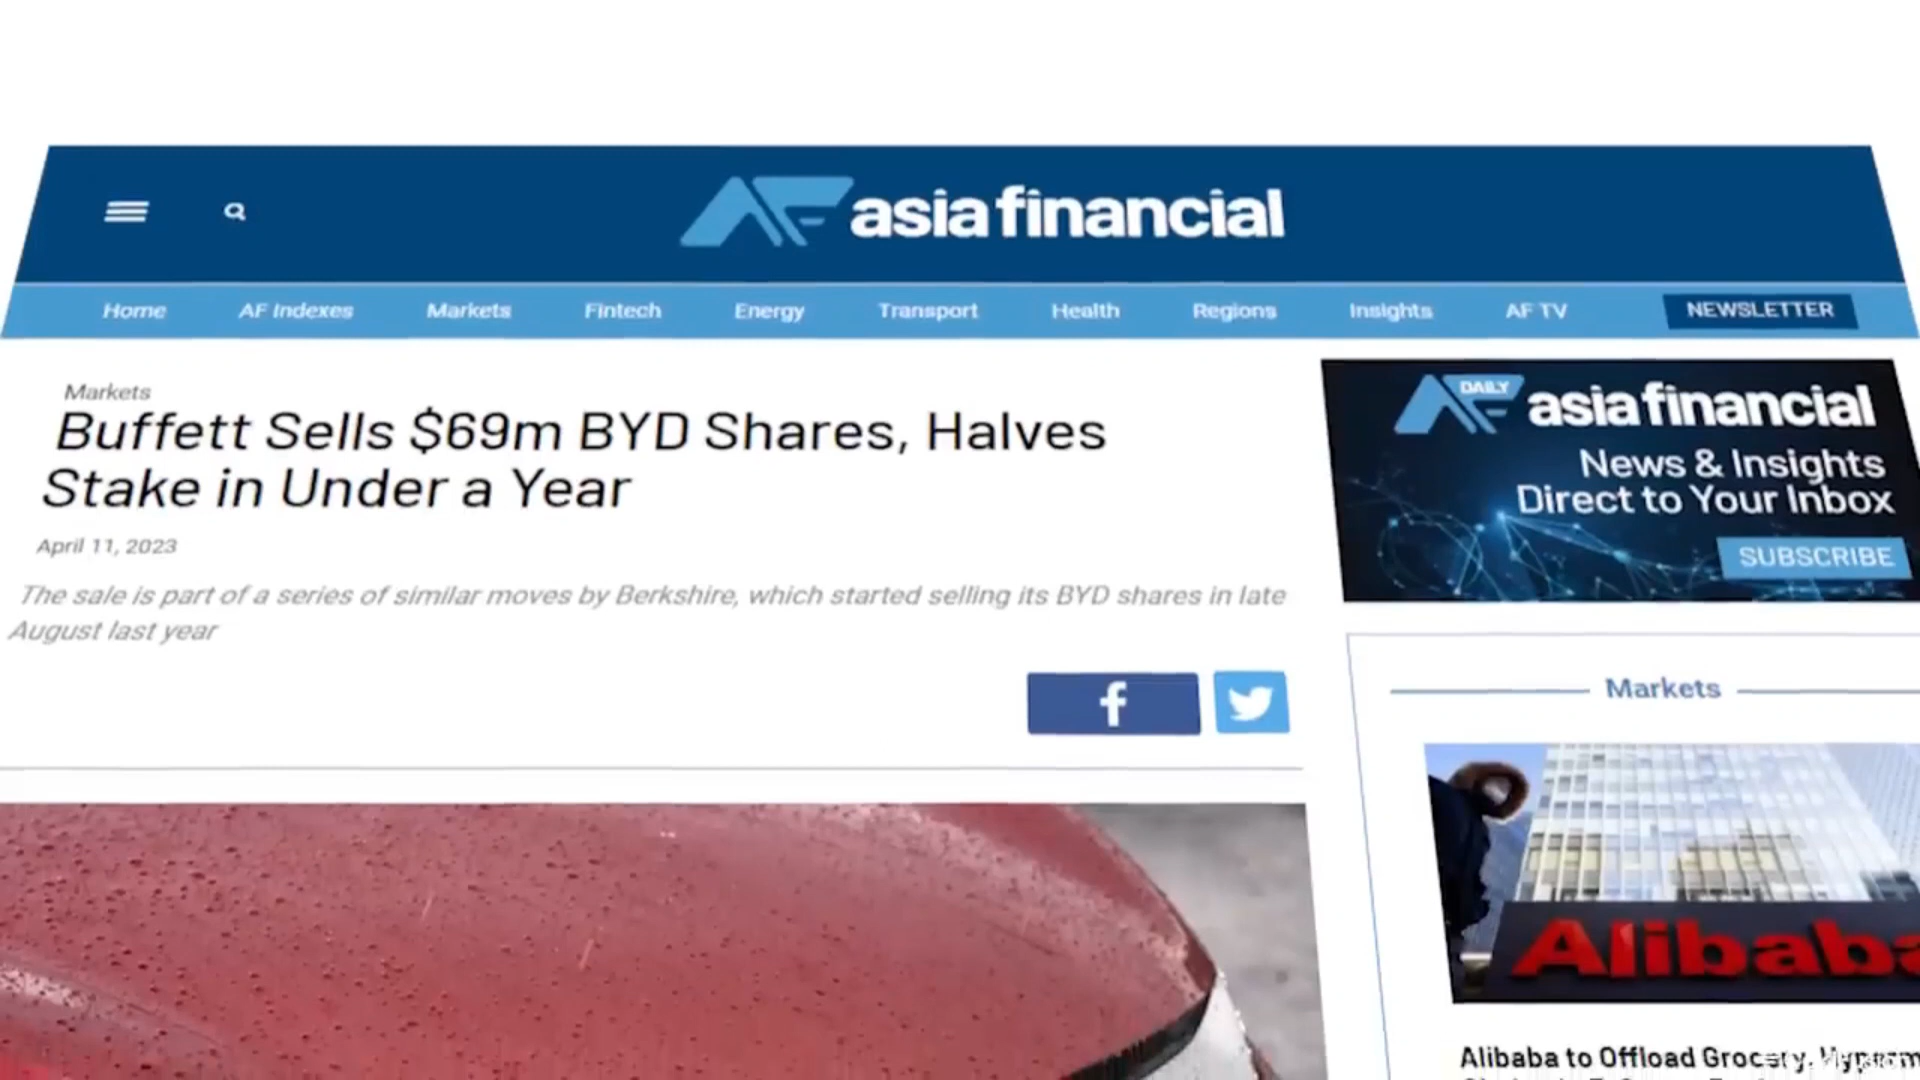 asia financial
Home AF Indexes Markets Fintech Energy Transport Health Regions Insights AF TV NEWSLETTER
Markets
Buffett Sells $69m BYD Shares, Halves
Stake in Under a Year
April 11, 2023
The sale is part of a series of similar moves by Berkshire, which started selling its BYD shares in late
August last year
DAILY
asia financial
News & Insights
Direct to Your Inbox
SUBSCRIBE
Markets
Alibaba
Alibaba to Offload Grocery,